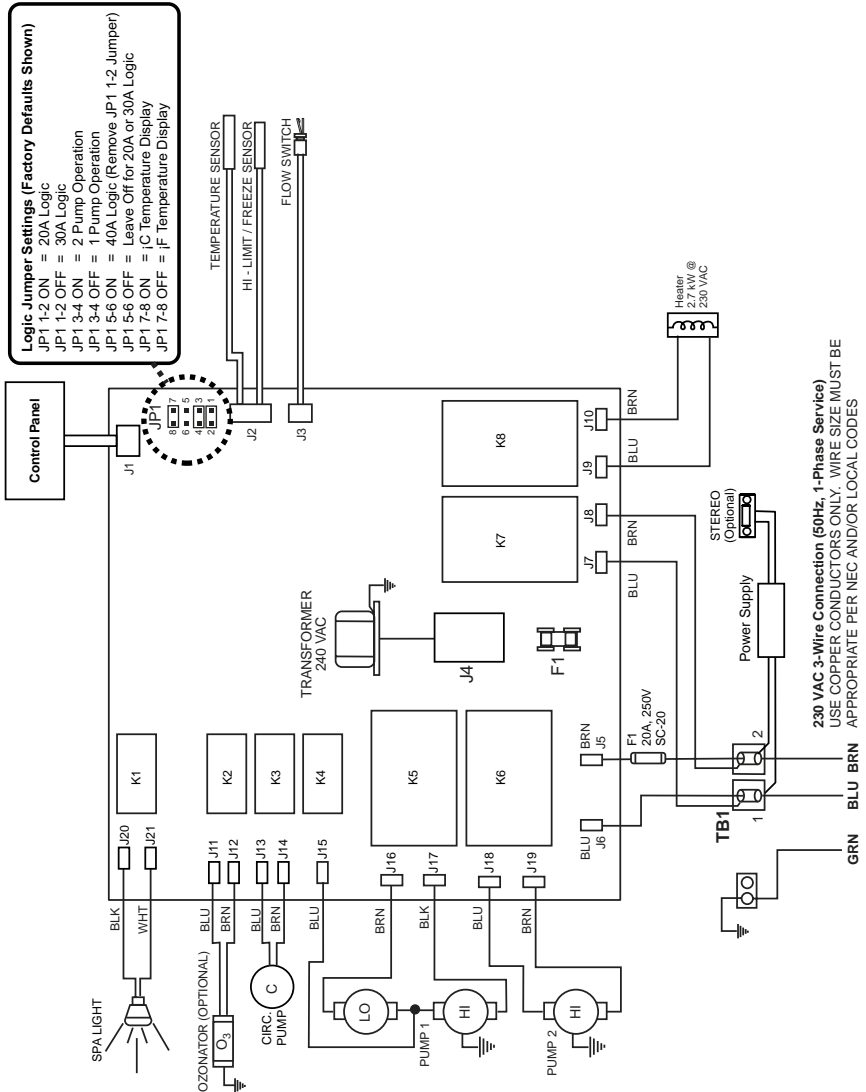 Control Panel
Logic Jumper Settings (Factory Defaults Shown)
JP1 1-2 ON = 20A Logic
JP1 1-2 OFF = 30A Logic
JP1 3-4 ON = 2 Pump Operation
JP1 3-4 OFF = 1 Pump Operation
JP1 5-6 ON = 40A Logic (Remove JP1 1-2 Jumper)
JP1 5-6 OFF = Leave Off for 20A or 30A Logic
JP1 7-8 ON = ¡C Temperature Display
JP1 7-8 OFF = ¡F Temperature Display
J1
JP1
8 7
6 5
4 3
2 1
J2
J3
TEMPERATURE SENSOR
HI - LIMIT / FREEZE SENSOR
FLOW SWITCH
SPA LIGHT
BLK
WHT
J20
J21
K1
OZONATOR (OPTIONAL)
O3
BLU
BRN
J11
J12
K2
CIRC.
PUMP
C
BLU
BRN
J13
J14
K3
BLU
J15
K4
TRANSFORMER
240 VAC
J4
F1
PUMP 1
LO
HI
BRN
BLK
J16
J17
K5
PUMP 2
HI
BLU
BRN
J18
J19
K6
K7
K8
BLU
J6
BRN
J5
J7
J8
J9
J10
BLU
BRN
BLU
BRN
F1
20A, 250V
SC-20
Heater
2.7 kW @
230 VAC
TB1
1
2
Power Supply
STEREO
(Optional)
GRN
BLU
BRN
230 VAC 3-Wire Connection (50Hz, 1-Phase Service)
USE COPPER CONDUCTORS ONLY. WIRE SIZE MUST BE
APPROPRIATE PER NEC AND/OR LOCAL CODES